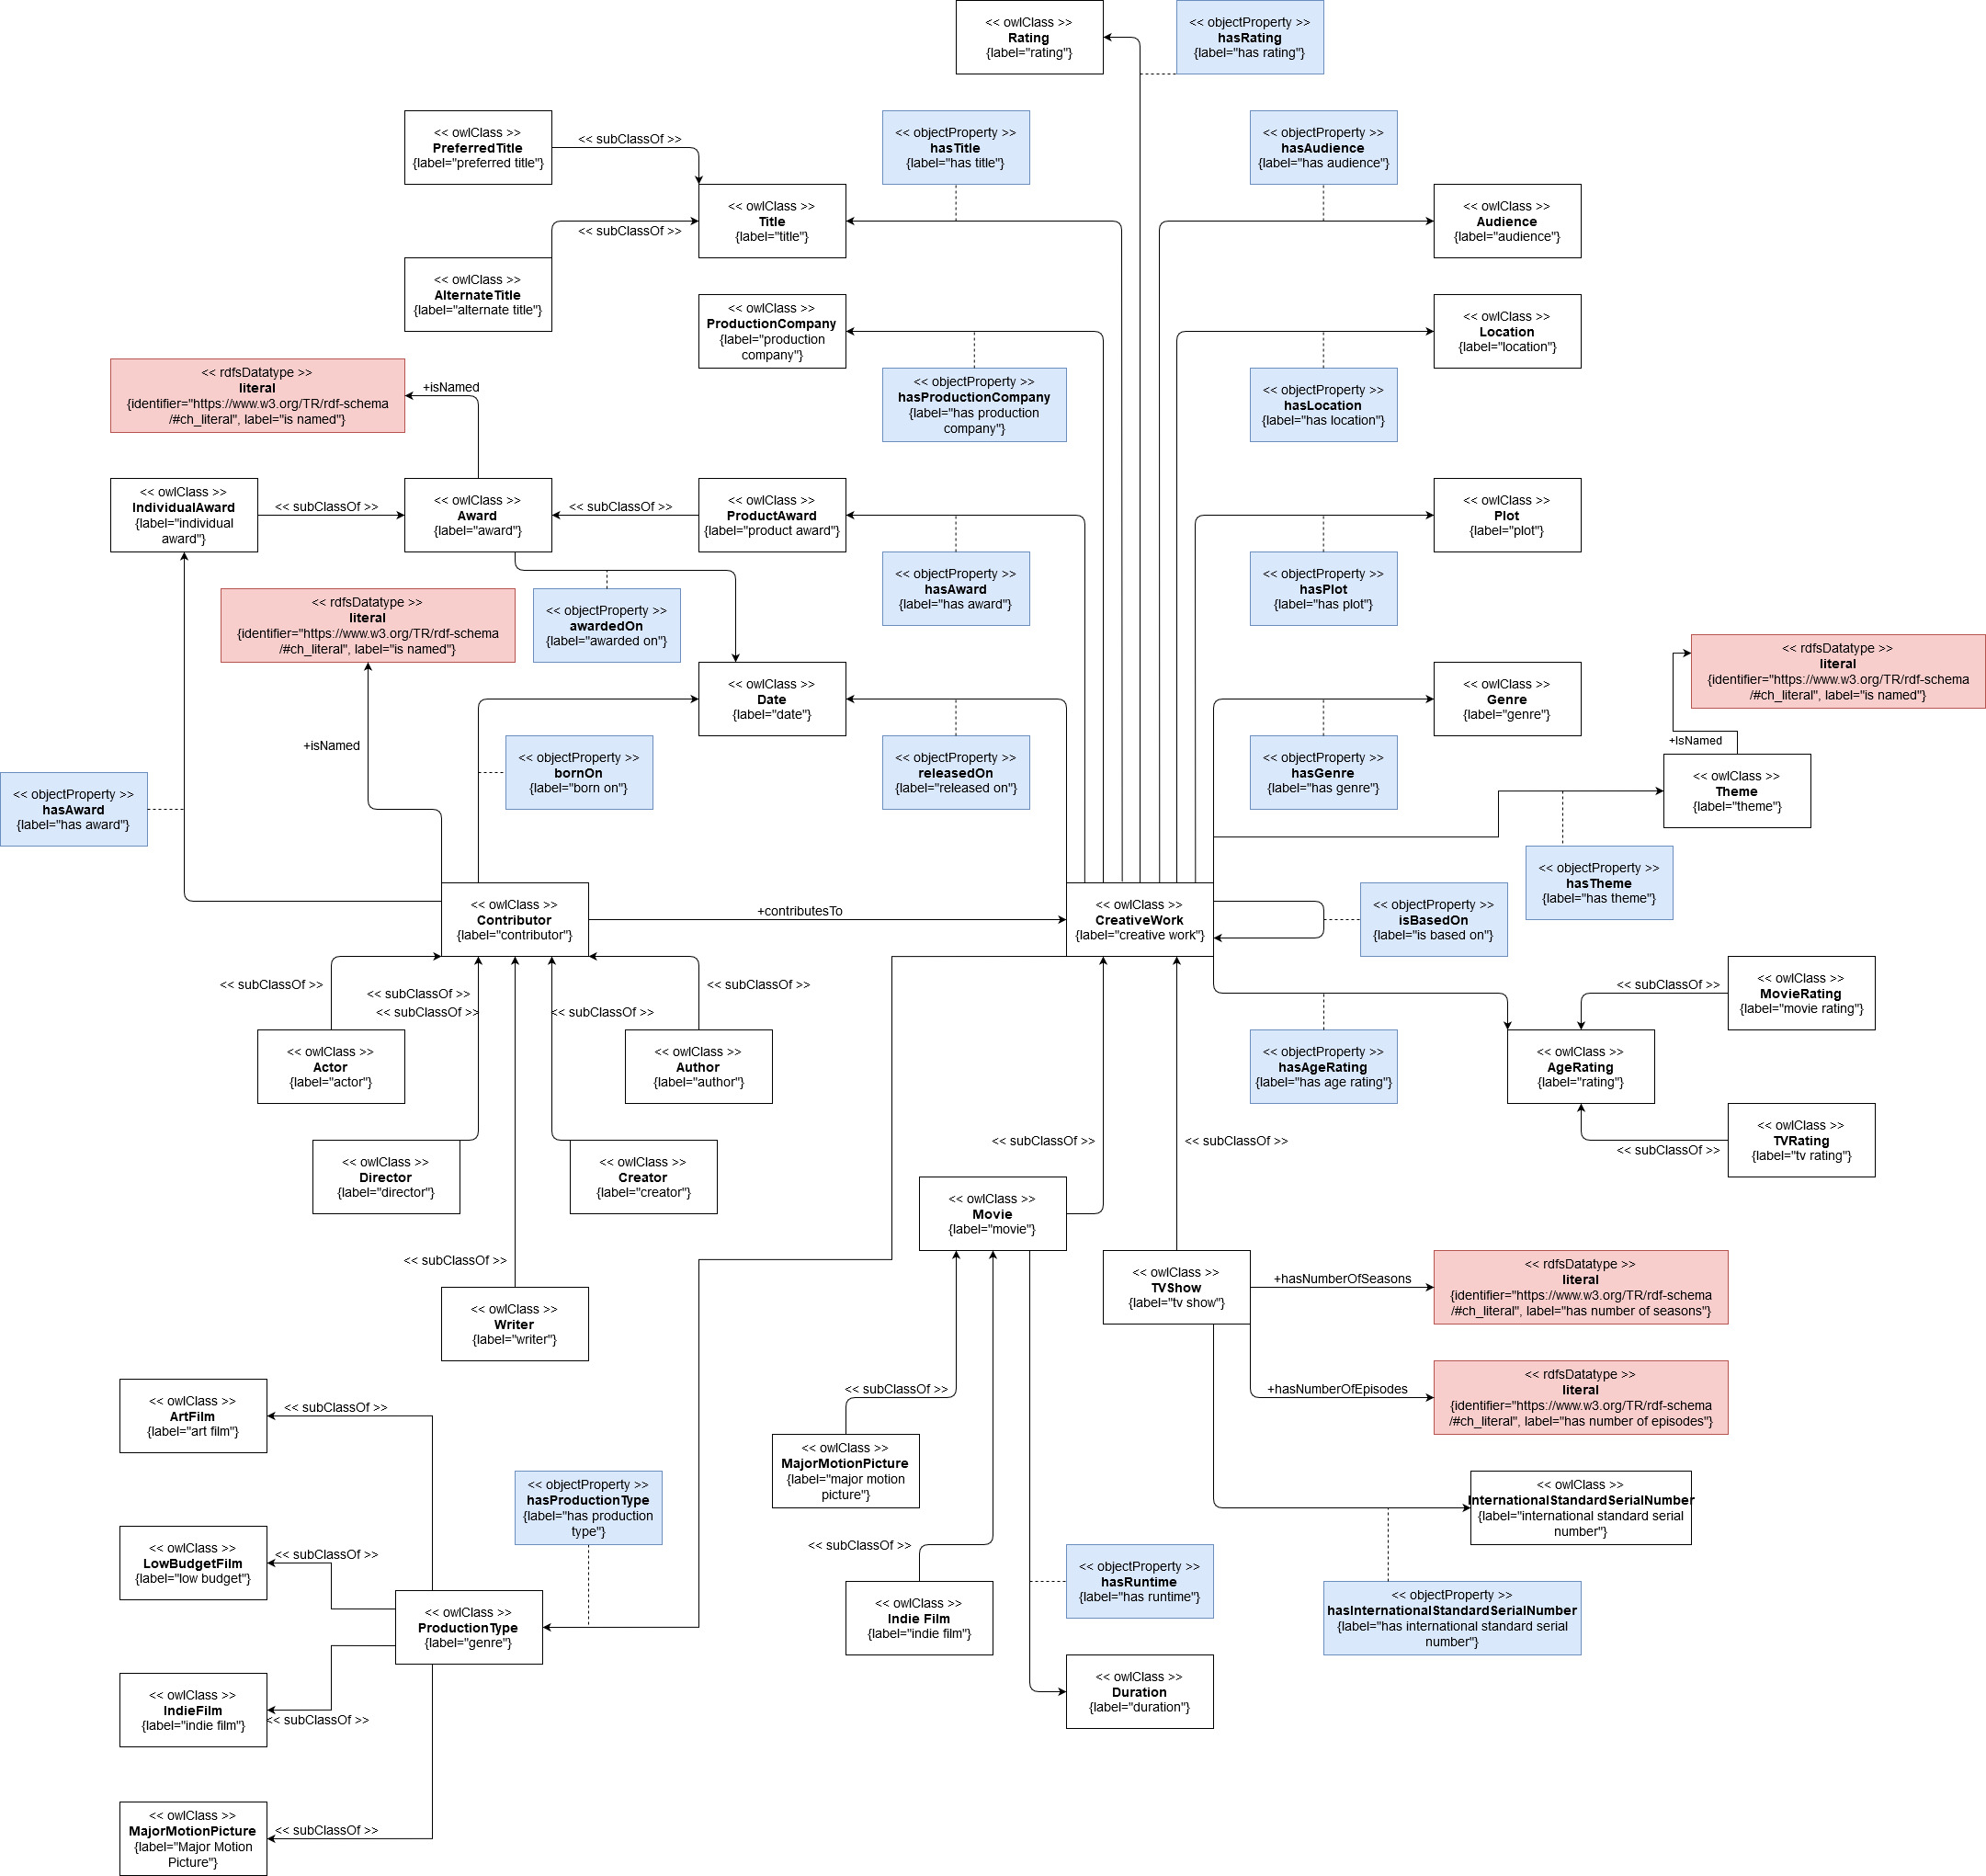 << owlClass >>
Rating
{label="rating"}
<< objectProperty >>
hasRating
{label="has rating"}
<< owlClass >>
PreferredTitle
{label="preferred title"}
<< subClassOf >>
<< objectProperty >>
hasTitle
{label="has title"}
<< objectProperty >>
hasAudience
{label="has audience"}
<< owlClass >>
Title
{label="title"}
<< subClassOf >>
<< owlClass >>
Audience
{label="audience"}
<< owlClass >>
AlternateTitle
{label="alternate title"}
<< owlClass >>
ProductionCompany
{label="production
company"}
<< owlClass >>
Location
{label="location"}
<< rdfsDatatype >>
literal
{identifier="https://www.w3.org/TR/rdf-schema
/#ch_literal", label="is named"}
+isNamed
<< objectProperty >>
hasProductionCompany
{label="has production
company"}
<< objectProperty >>
hasLocation
{label="has location"}
<< owlClass >>
IndividualAward
{label="individual
award"}
<< subClassOf >>
<< owlClass >>
Award
{label="award"}
<< subClassOf >>
<< owlClass >>
ProductAward
{label="product award"}
<< owlClass >>
Plot
{label="plot"}
<< rdfsDatatype >>
literal
{identifier="https://www.w3.org/TR/rdf-schema
/#ch_literal", label="is named"}
<< objectProperty >>
awardedOn
{label="awarded on"}
<< objectProperty >>
hasAward
{label="has award"}
<< objectProperty >>
hasPlot
{label="has plot"}
<< rdfsDatatype >>
literal
{identifier="https://www.w3.org/TR/rdf-schema
/#ch_literal", label="is named"}
<< owlClass >>
Date
{label="date"}
<< owlClass >>
Genre
{label="genre"}
+isNamed
+IsNamed
<< objectProperty >>
bornOn
{label="born on"}
<< objectProperty >>
releasedOn
{label="released on"}
<< objectProperty >>
hasGenre
{label="has genre"}
<< owlClass >>
Theme
{label="theme"}
<< objectProperty >>
hasAward
{label="has award"}
<< objectProperty >>
hasTheme
{label="has theme"}
<< owlClass >>
Contributor
{label="contributor"}
+contributesTo
<< owlClass >>
CreativeWork
{label="creative work"}
<< objectProperty >>
isBasedOn
{label="is based on"}
<< subClassOf >>
<< subClassOf >>
<< subClassOf >>
<< subClassOf >>
<< subClassOf >>
<< subClassOf >>
<< owlClass >>
MovieRating
{label="movie rating"}
<< owlClass >>
Actor
{label="actor"}
<< owlClass >>
Author
{label="author"}
<< objectProperty >>
hasAgeRating
{label="has age rating"}
<< owlClass >>
AgeRating
{label="rating"}
<< owlClass >>
Director
{label="director"}
<< owlClass >>
Creator
{label="creator"}
<< subClassOf >>
<< subClassOf >>
<< subClassOf >>
<< owlClass >>
TVRating
{label="tv rating"}
<< owlClass >>
Movie
{label="movie"}
<< subClassOf >>
<< owlClass >>
Writer
{label="writer"}
<< owlClass >>
TVShow
{label="tv show"}
+hasNumberOfSeasons
<< rdfsDatatype >>
literal
{identifier="https://www.w3.org/TR/rdf-schema
/#ch_literal", label="has number of seasons"}
+hasNumberOfEpisodes
<< rdfsDatatype >>
literal
{identifier="https://www.w3.org/TR/rdf-schema
/#ch_literal", label="has number of episodes"}
<< owlClass >>
ArtFilm
{label="art film"}
<< subClassOf >>
<< subClassOf >>
<< owlClass >>
MajorMotionPicture
{label="major motion
picture"}
<< objectProperty >>
hasProductionType
{label="has production
type"}
<< owlClass >>
InternationalStandardSerialNumber
{label="international standard serial
number"}
<< owlClass >>
LowBudgetFilm
{label="low budget"}
<< subClassOf >>
<< subClassOf >>
<< owlClass >>
Indie Film
{label="indie film"}
<< objectProperty >>
hasRuntime
{label="has runtime"}
<< objectProperty >>
hasInternationalStandardSerialNumber
{label="has international standard serial
number"}
<< owlClass >>
ProductionType
{label="genre"}
<< owlClass >>
IndieFilm
{label="indie film"}
<< subClassOf >>
<< owlClass >>
Duration
{label="duration"}
<< owlClass >>
MajorMotionPicture
{label="Major Motion
Picture"}
<< subClassOf >>